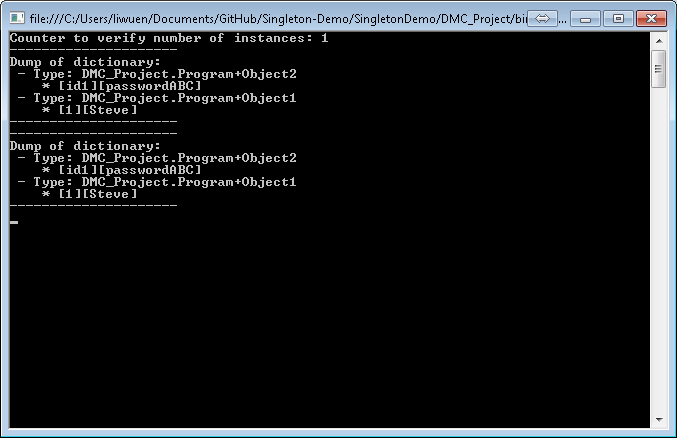 file:///C:/Users/liwuen/Documents/GitHub/Singleton-Demo/SingletonDemo/DMC_Project/bin...
Counter to verify number of instances: 1
---------------------
Dump of dictionary:
 - Type: DMC_Project.Program+Object2
    * [id1][passwordABC]
 - Type: DMC_Project.Program+Object1
    * [1][Steve]
---------------------
---------------------
Dump of dictionary:
 - Type: DMC_Project.Program+Object2
    * [id1][passwordABC]
 - Type: DMC_Project.Program+Object1
    * [1][Steve]
---------------------